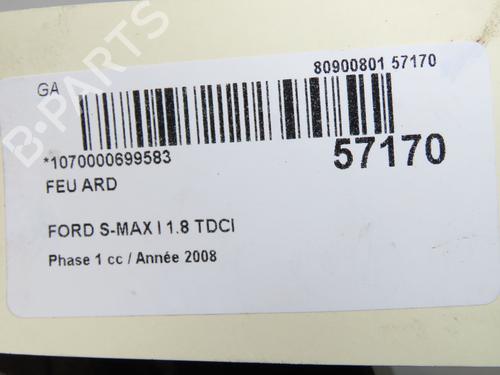 80900801 57170
GA
*1070000699583
57170
FEU ARD
FORD S-MAX I 1.8 TDCI
Phase 1 cc / Année 2008
B-PARTS